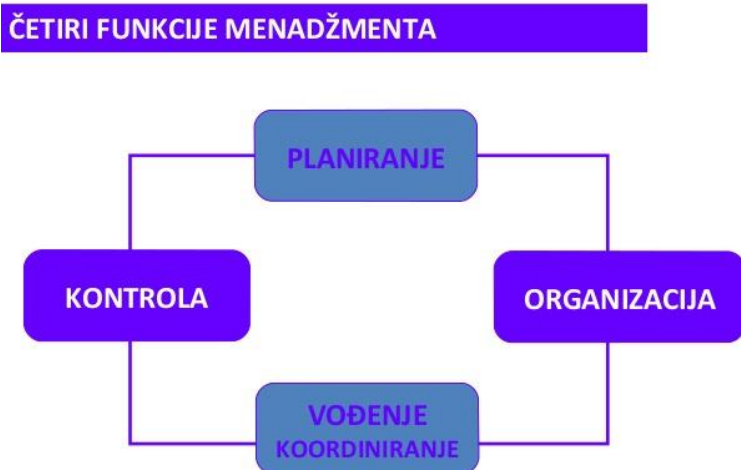 ČETIRI FUNKCIJE MENADŽMENTA
PLANIRANJE
KONTROLA
ORGANIZACIJA
VOĐENJE
KOORDINIRANJE